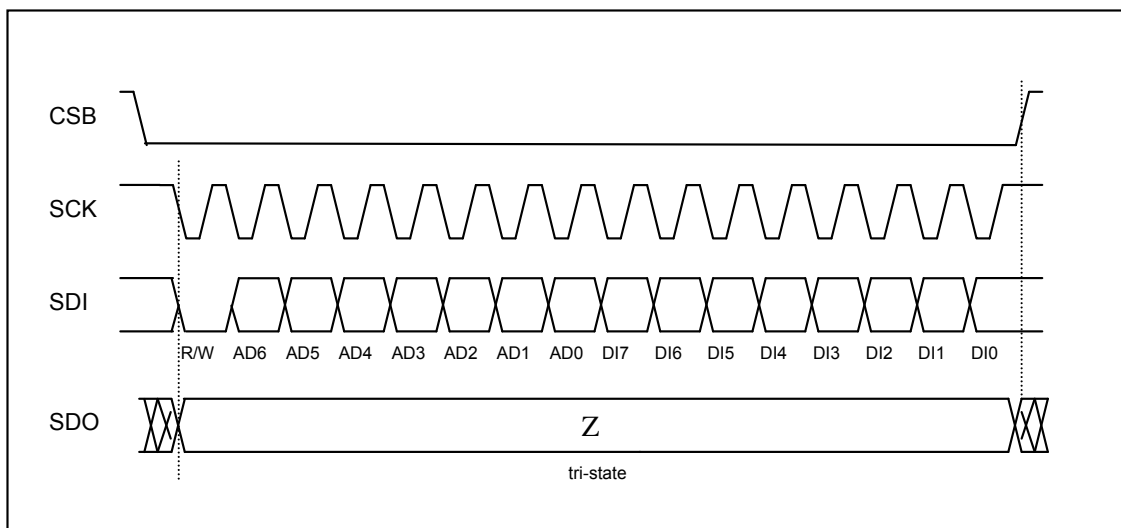 CSB
SCK
SDI
R/W AD6 AD5 AD4 AD3 AD2 AD1 AD0 DI7 DI6 DI5 DI4 DI3 DI2 DI1 DI0
SDO
Z
tri-state